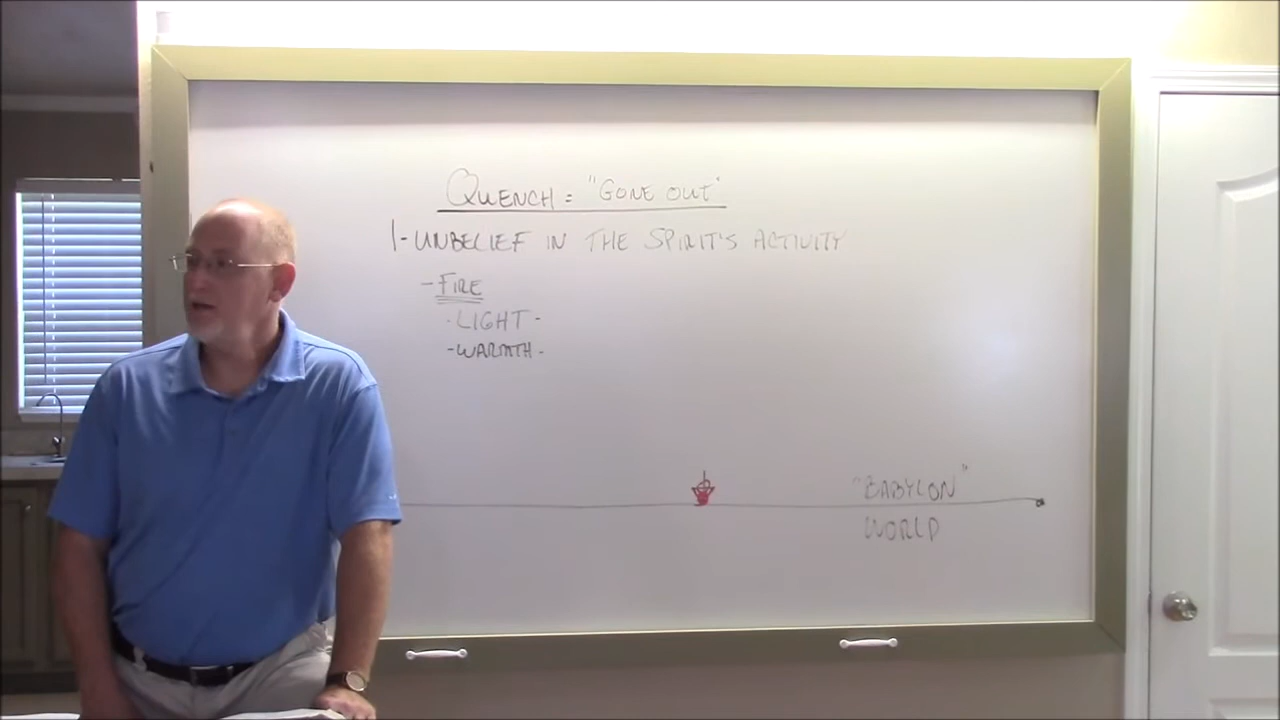 QUENCH = "GONE OUT"
1- UNBELIEF IN THE SPIRIT'S ACTIVITY
- FIRE
- LIGHT -
- WARMTH -
"BABYLON"
WORLD